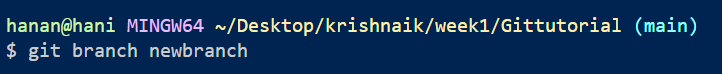 hanan@hani MINGW64 ~/Desktop/krishnaik/week1/Gittutorial (main)
$ git branch newbranch